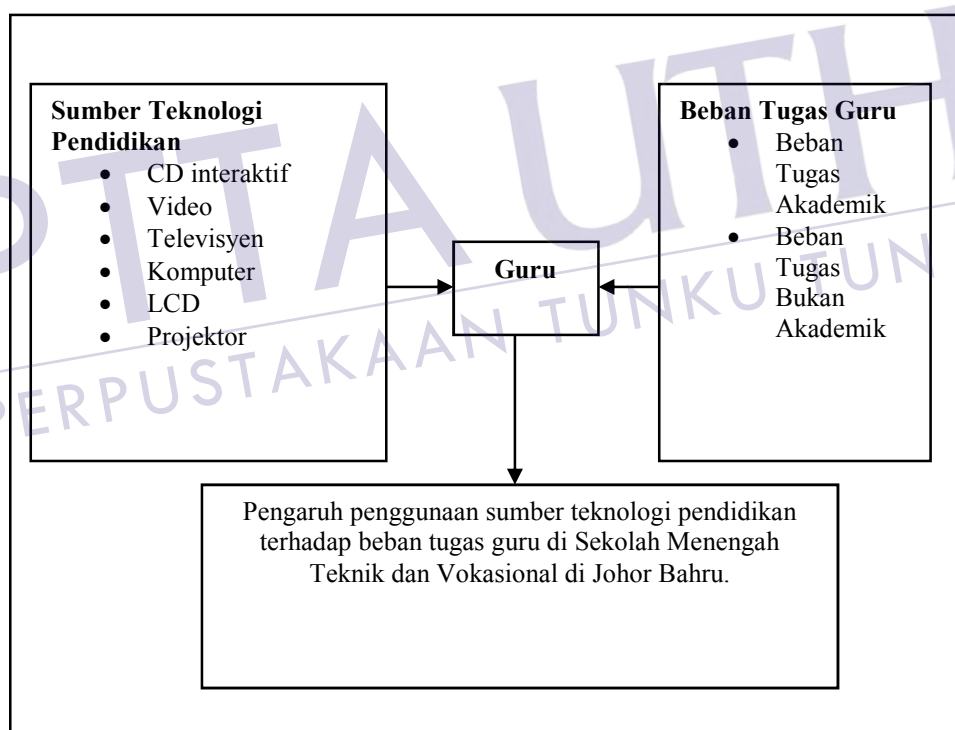 Sumber Teknologi
Pendidikan
• CD interaktif
• Video
• Televisyen
• Komputer
• LCD
• Projektor
Guru
Beban Tugas Guru
• Beban
Tugas
Akademik
• Beban
Tugas
Bukan
Akademik
Pengaruh penggunaan sumber teknologi pendidikan
terhadap beban tugas guru di Sekolah Menengah
Teknik dan Vokasional di Johor Bahru.
PTTA UTH
PERPUSTAKAAN TUNKU TUN